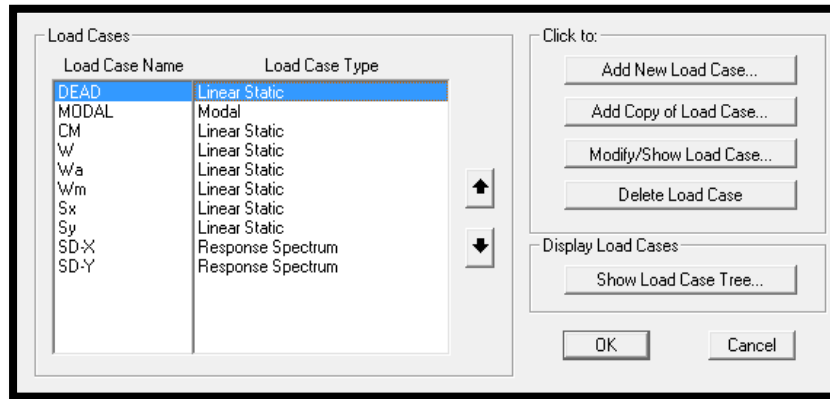 Load Cases
Load Case Name Load Case Type
DEAD Linear Static
MODAL Modal
CM Linear Static
W Linear Static
Wa Linear Static
Wm Linear Static
Sx Linear Static
Sy Linear Static
SD-X Response Spectrum
SD-Y Response Spectrum
Click to:
Add New Load Case...
Add Copy of Load Case...
Modify/Show Load Case...
Delete Load Case
Display Load Cases
Show Load Case Tree...
OK Cancel